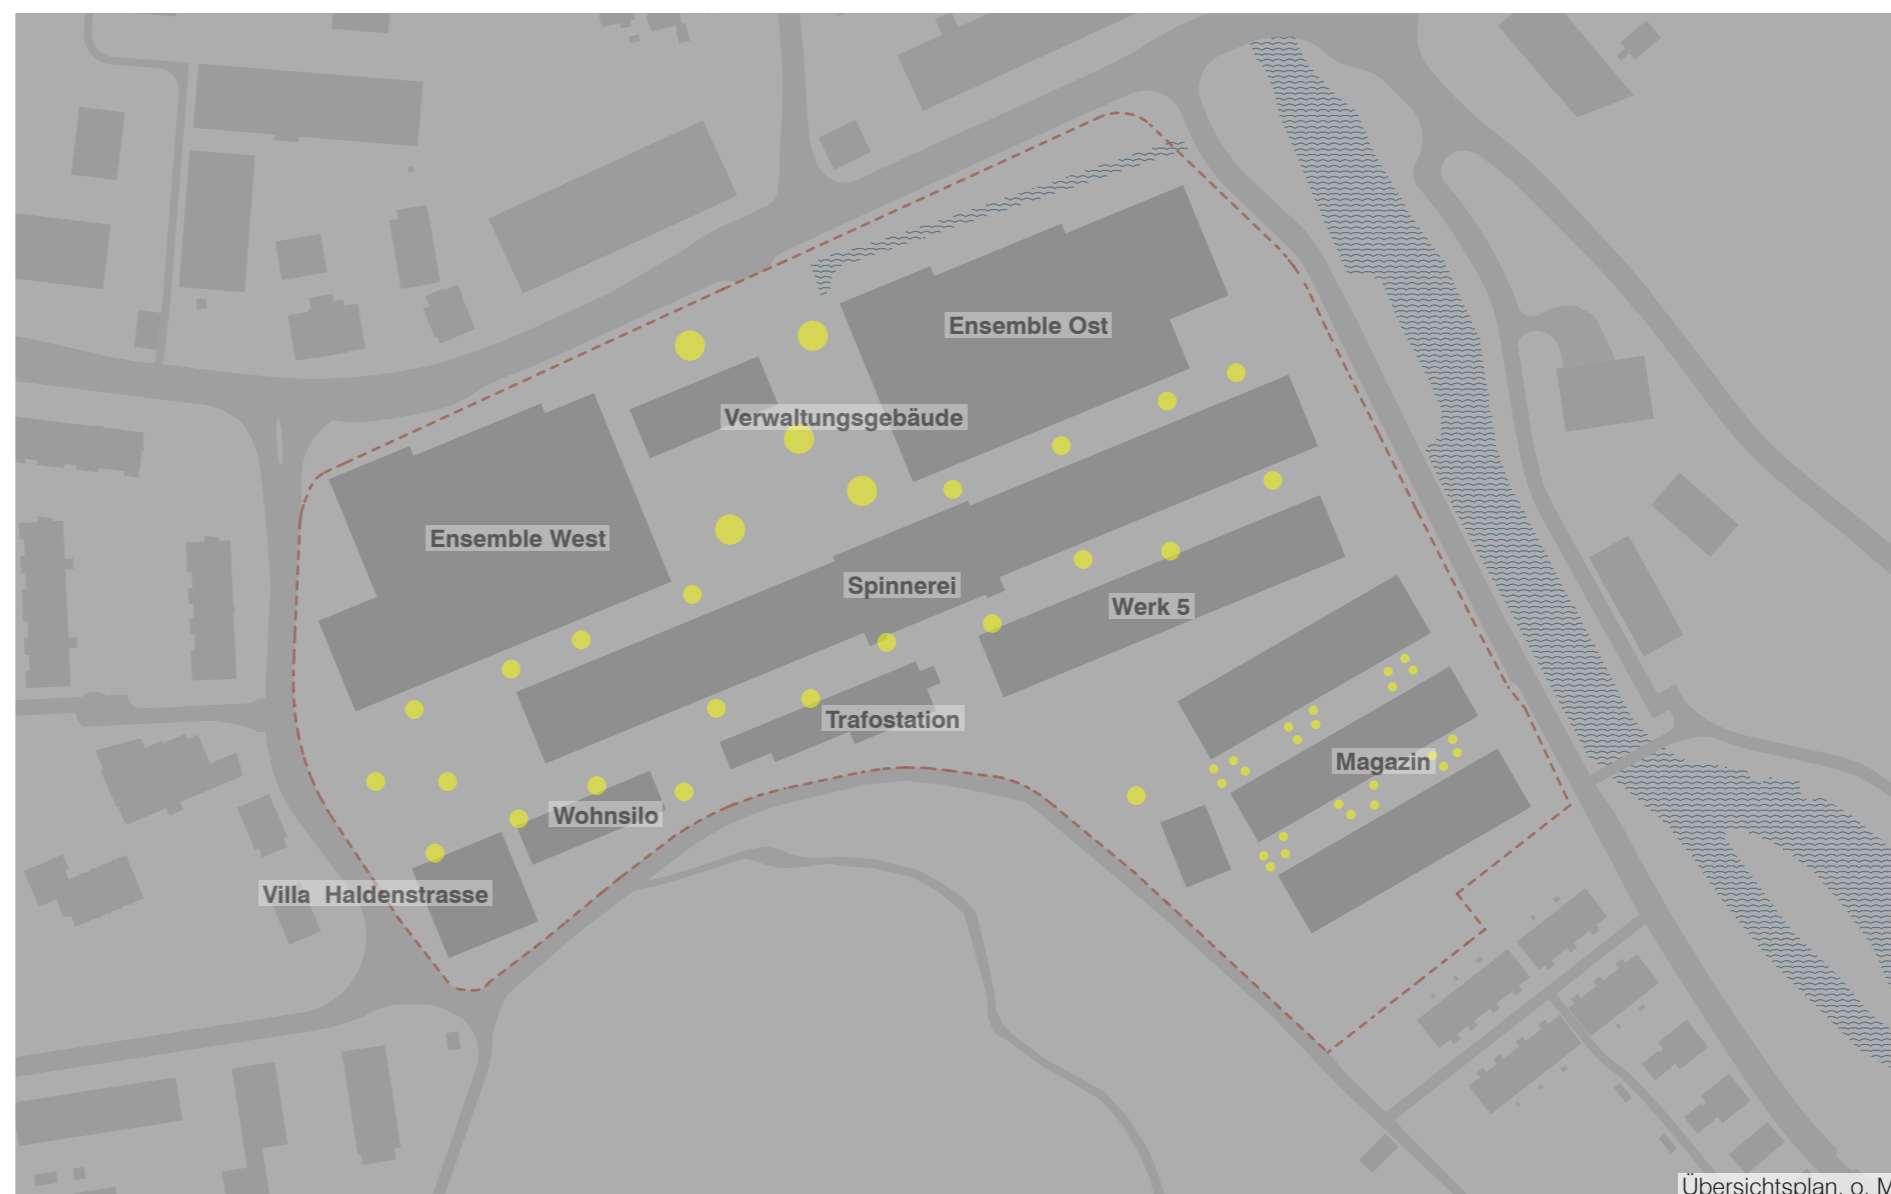 Ensemble Ost
Verwaltungsgebäude
Ensemble West
Spinnerei
Werk 5
Trafostation
Magazin
Wohnsilo
Villa Haldenstrasse
Übersichtsplan, o. M